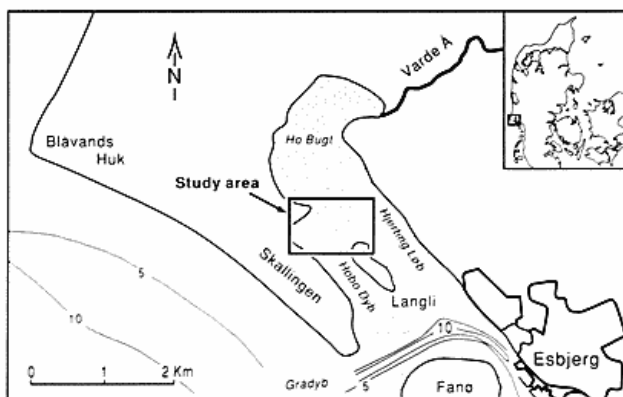 N
Varde Å
Blåvands
Huk
Ho Bugt
Study area
Hjerting Løb
Skallingen
Hobo Dyb
Langli
5
10
10
Esbjerg
0 1 2 Km
Grådyb
5
Fanø